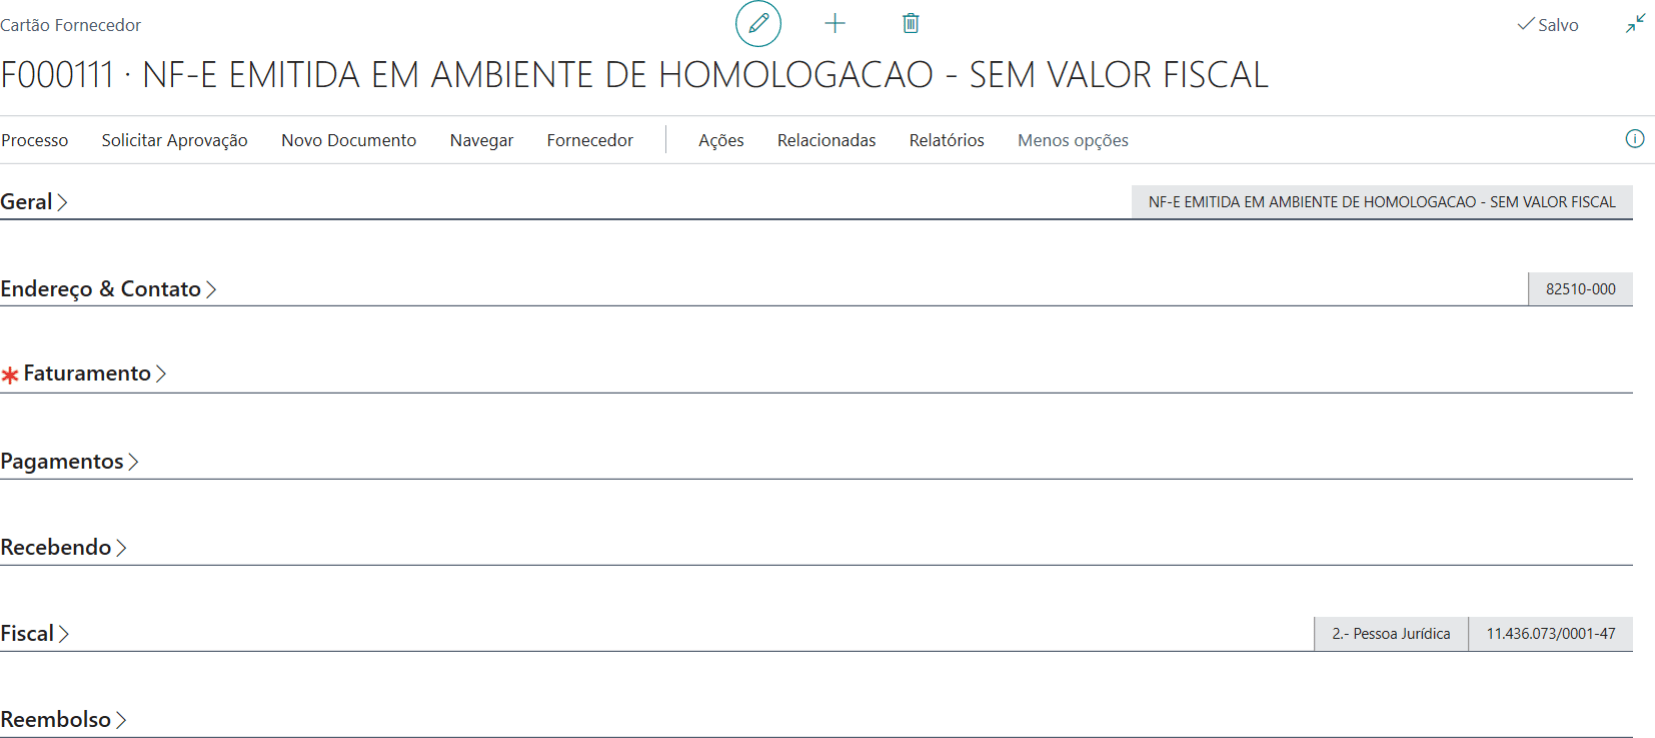 Cartão Fornecedor
Salvo
F000111 · NF-E EMITIDA EM AMBIENTE DE HOMOLOGACAO - SEM VALOR FISCAL
Processo Solicitar Aprovação Novo Documento Navegar Fornecedor Ações Relacionadas Relatórios Menos opções
Geral NF-E EMITIDA EM AMBIENTE DE HOMOLOGACAO - SEM VALOR FISCAL
Endereço & Contato 82510-000
* Faturamento
Pagamentos
Recebendo
Fiscal 2.- Pessoa Jurídica 11.436.073/0001-47
Reembolso